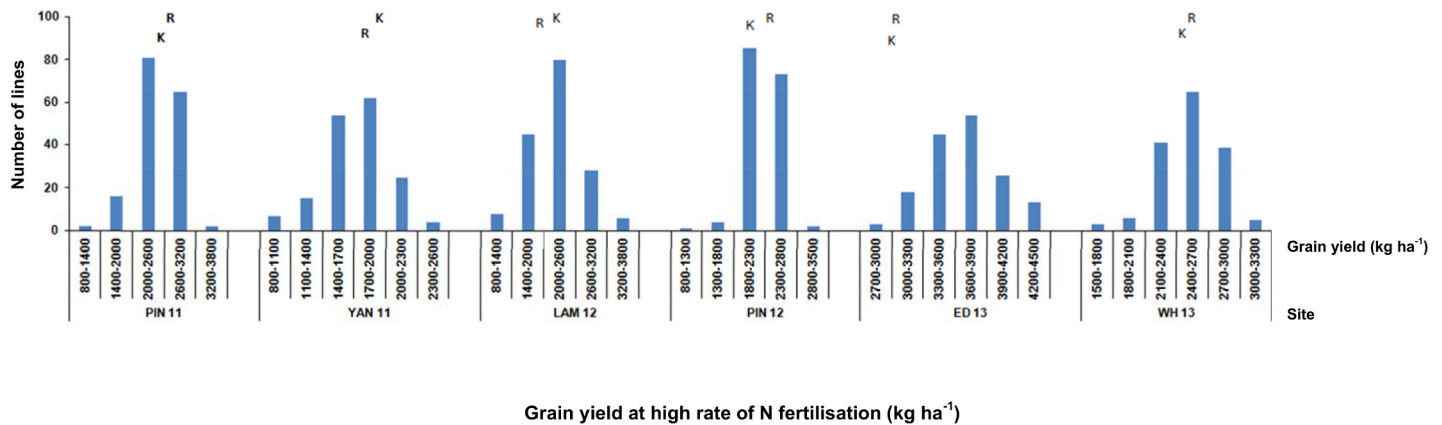 100
80
60
40
20
0
Number of lines
R
K
K
R
R
K
K
R
R
K
R
K
800-1400
1400-2000
2000-2600
2600-3200
3200-3800
800-1100
1100-1400
1400-1700
1700-2000
2000-2300
2300-2600
800-1400
1400-2000
2000-2600
2600-3200
3200-3800
800-1300
1300-1800
1800-2300
2300-2800
2800-3500
2700-3000
3000-3300
3300-3600
3600-3900
3900-4200
4200-4500
1500-1800
1800-2100
2100-2400
2400-2700
2700-3000
3000-3300
Grain yield (kg ha⁻¹)
PIN 11
YAN 11
LAM 12
PIN 12
ED 13
WH 13
Site
Grain yield at high rate of N fertilisation (kg ha⁻¹)